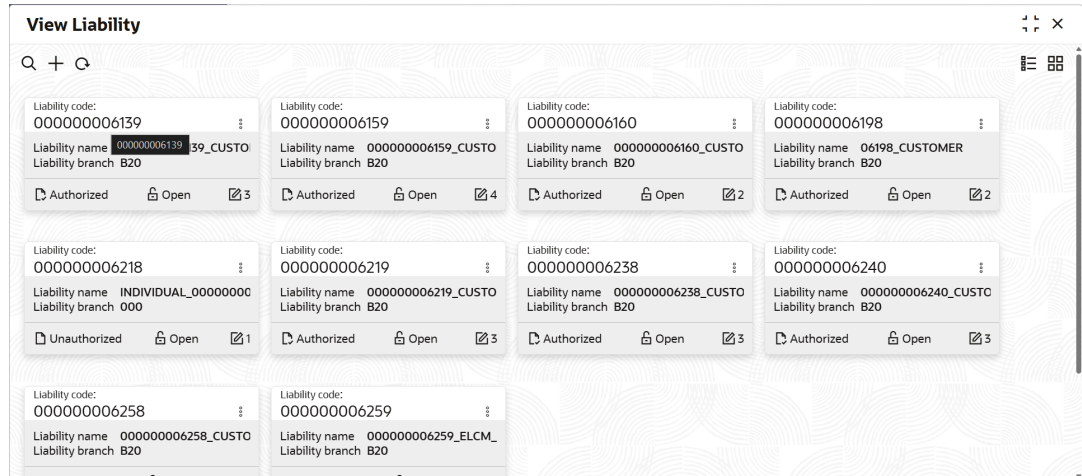 View Liability
Liability code:
000000006139
Liability name 39_CUSTO
000000006139
Liability branch B20
Authorized Open 3
Liability code:
000000006159
Liability name 000000006159_CUSTO
Liability branch B20
Authorized Open 4
Liability code:
000000006160
Liability name 000000006160_CUSTO
Liability branch B20
Authorized Open 2
Liability code:
000000006198
Liability name 06198_CUSTOMER
Liability branch B20
Authorized Open 2
Liability code:
000000006218
Liability name INDIVIDUAL_00000000
Liability branch 000
Unauthorized Open 1
Liability code:
000000006219
Liability name 000000006219_CUSTO
Liability branch B20
Authorized Open 3
Liability code:
000000006238
Liability name 000000006238_CUSTO
Liability branch B20
Authorized Open 3
Liability code:
000000006240
Liability name 000000006240_CUSTO
Liability branch B20
Authorized Open 3
Liability code:
000000006258
Liability name 000000006258_CUSTO
Liability branch B20
Liability code:
000000006259
Liability name 000000006259_ELCM_
Liability branch B20